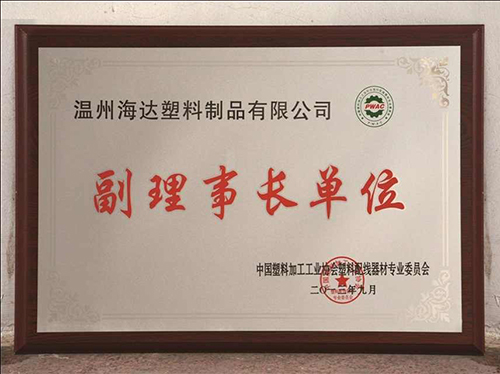 温州海达塑料制品有限公司
PWAC
副理事长单位
中国塑料加工工业协会塑料配线器材专业委员会
二〇一二年九月